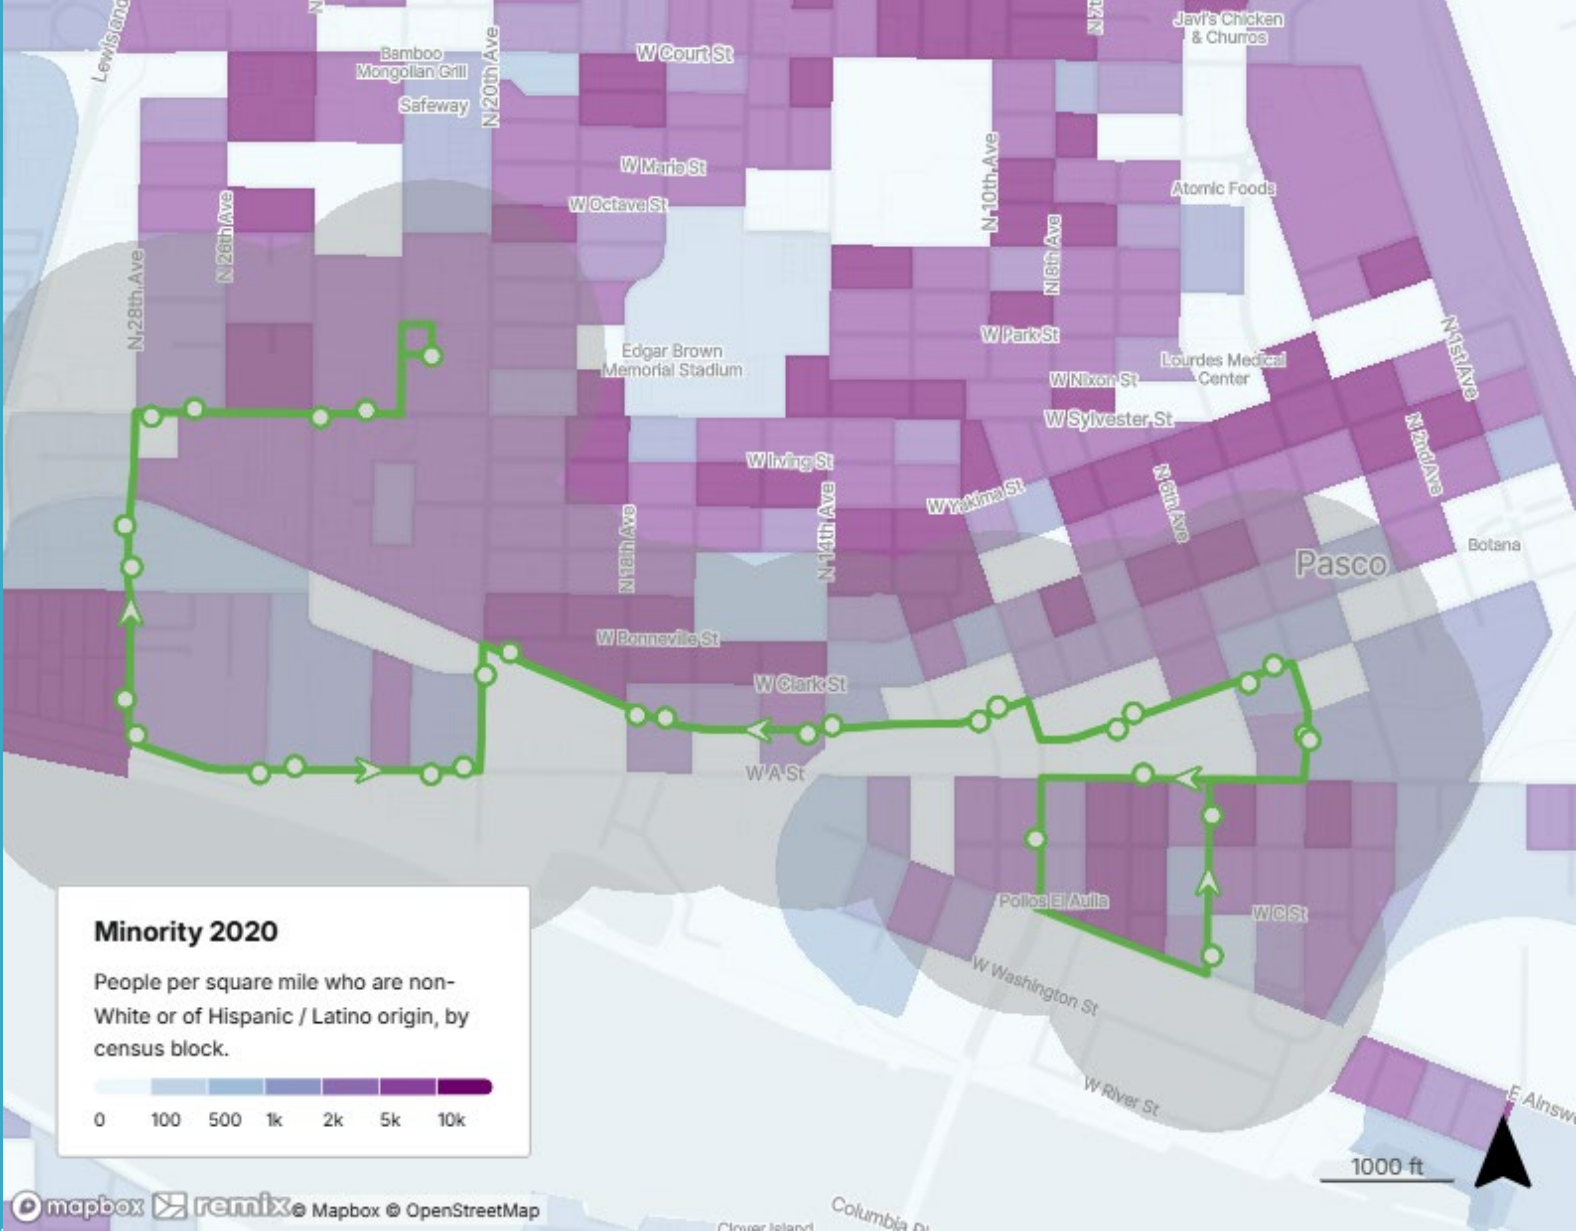 Javi's Chicken
& Churros
Lewis and
N 20th Ave
Bamboo
Mongolian Grill
W Court St
Safeway
W Marie St
N 10th Ave
Atomic Foods
W Octave St
N 28th Ave
N 26th Ave
N 8th Ave
Edgar Brown
Memorial Stadium
W Park St
Lourdes Medical
Center
N 1st Ave
W Nixon St
W Sylvester St
N 2nd Ave
W Irving St
W Yakima St
N 6th Ave
N 18th Ave
N 14th Ave
Botana
Pasco
W Bonneville St
W Clark St
W A St
Pollos El Aulla
W C St
W Washington St
W River St
E Ainsw
Minority 2020
People per square mile who are non-
White or of Hispanic / Latino origin, by
census block.
0 100 500 1k 2k 5k 10k
1000 ft
mapbox remix © Mapbox © OpenStreetMap
Clover Island
Columbia